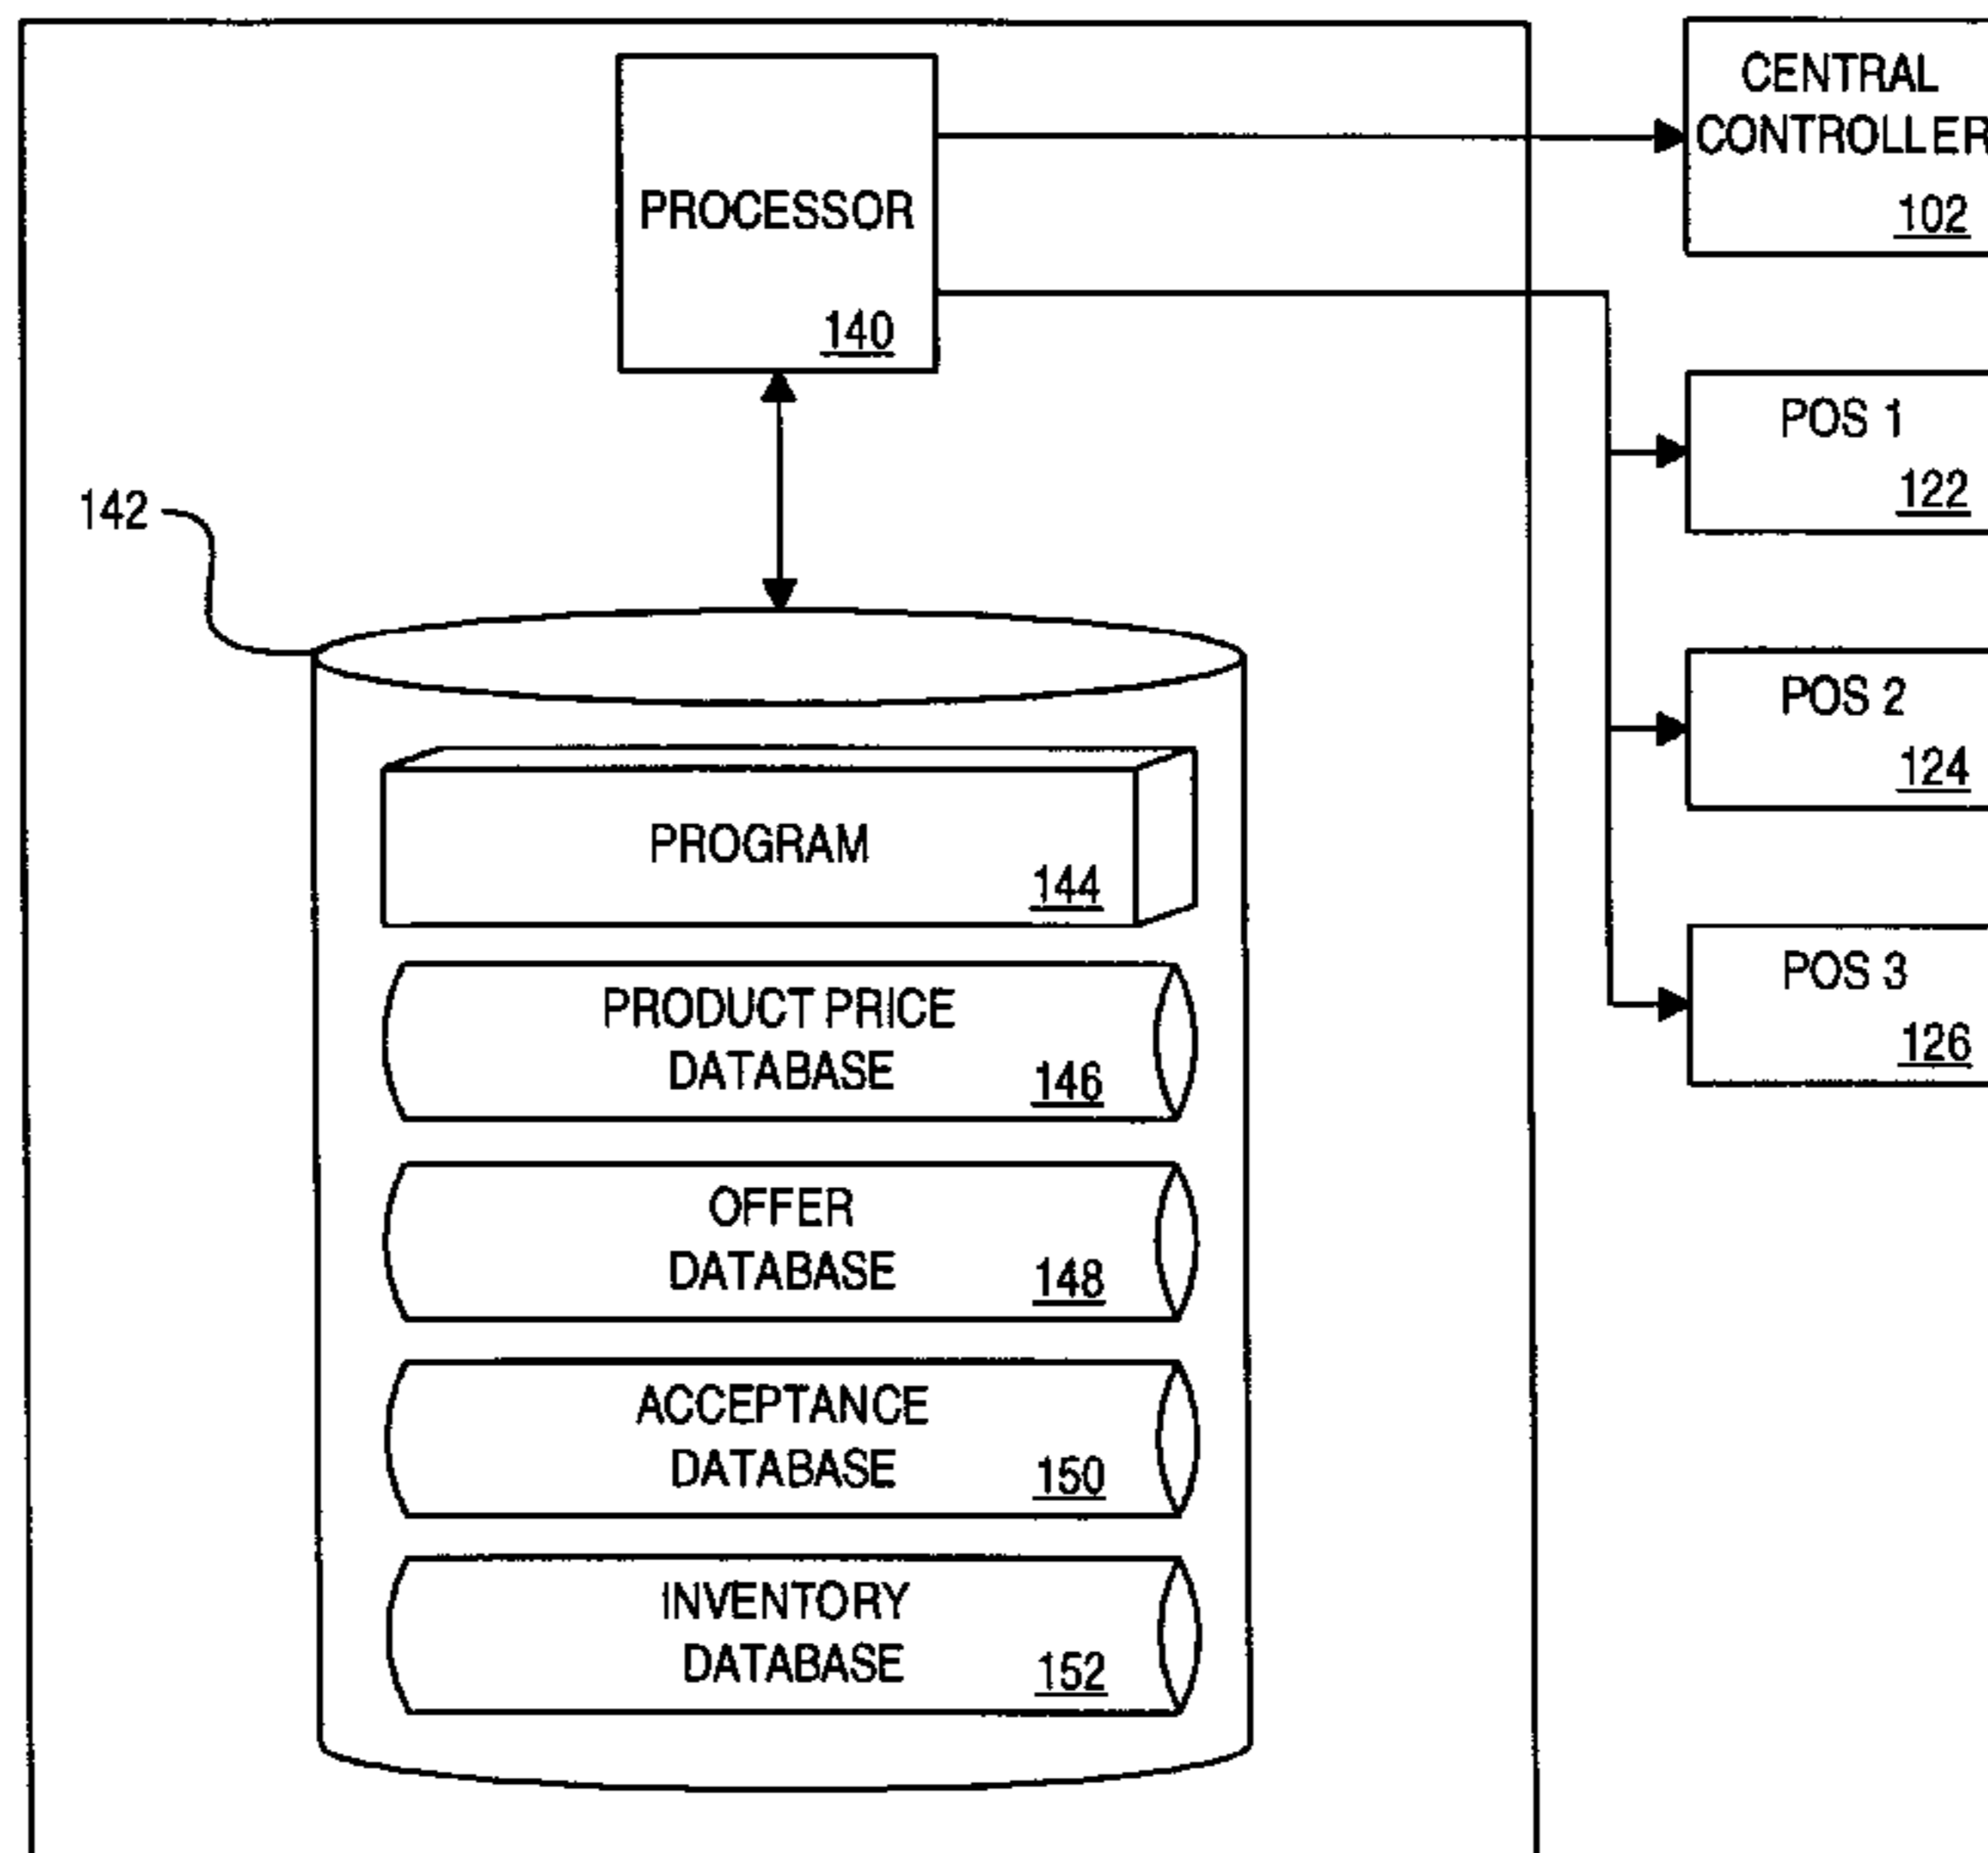 PROCESSOR
140
CENTRAL
CONTROLLER
102
POS 1
122
POS 2
124
POS 3
126
142
PROGRAM
144
PRODUCT PRICE
DATABASE
146
OFFER
DATABASE
148
ACCEPTANCE
DATABASE
150
INVENTORY
DATABASE
152